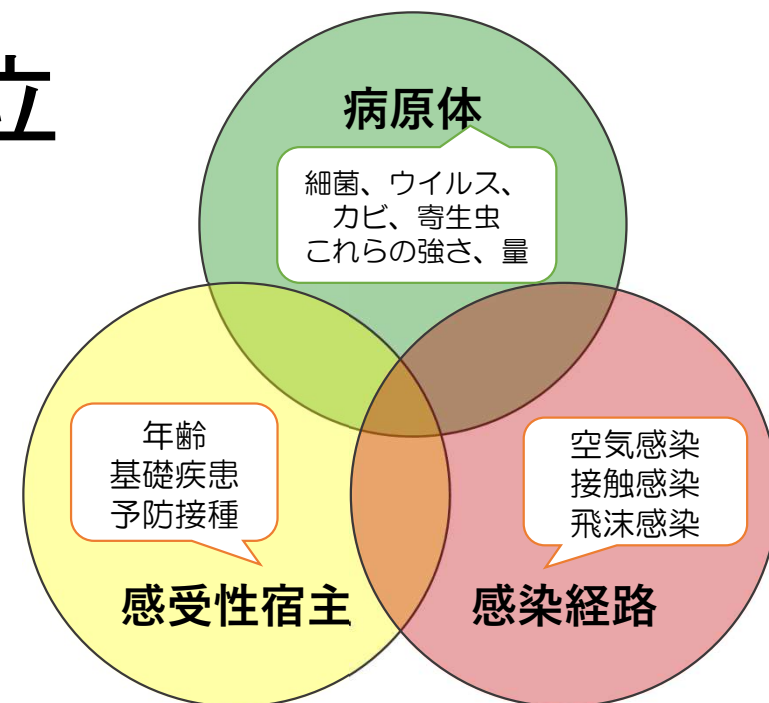 立
病原体
細菌、ウイルス、
カビ、寄生虫
これらの強さ、量
年齢
基礎疾患
予防接種
空気感染
接触感染
飛沫感染
感受性宿主
感染経路